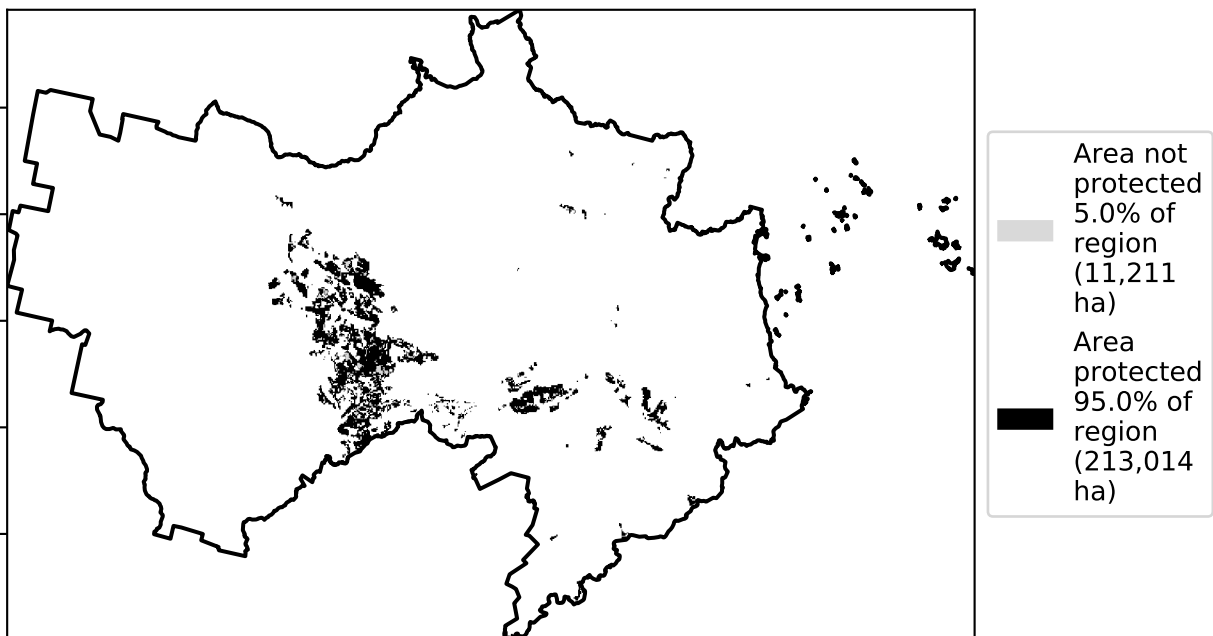 Area not
protected
5.0% of
region
(11,211
ha)
Area
protected
95.0% of
region
(213,014
ha)